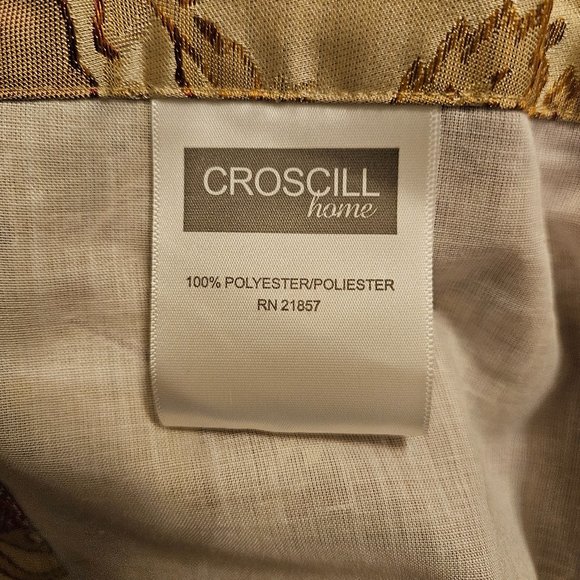 CROSCILL
home
100% POLYESTER/POLIESTER
RN 21857